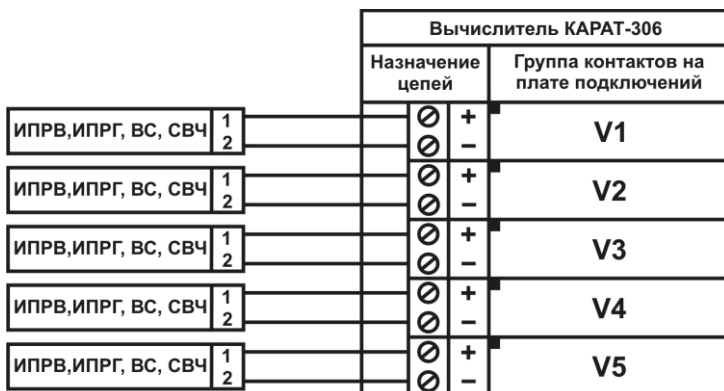 Вычислитель КАРАТ-306
Назначение цепей
Группа контактов на плате подключений
ИПРВ,ИПРГ, ВС, СВЧ 1 + V1
2 –
ИПРВ,ИПРГ, ВС, СВЧ 1 + V2
2 –
ИПРВ,ИПРГ, ВС, СВЧ 1 + V3
2 –
ИПРВ,ИПРГ, ВС, СВЧ 1 + V4
2 –
ИПРВ,ИПРГ, ВС, СВЧ 1 + V5
2 –